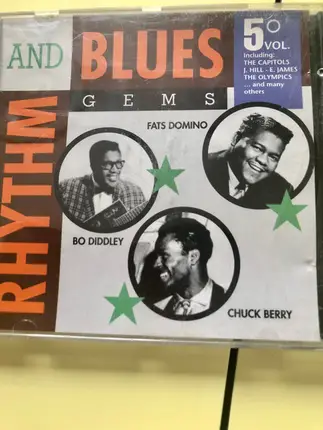 RHYTHM
AND
BLUES
GEMS
5° VOL.
including:
THE CAPITOLS
J. HILL - E. JAMES
THE OLYMPICS
... and many
others
FATS DOMINO
BO DIDDLEY
CHUCK BERRY